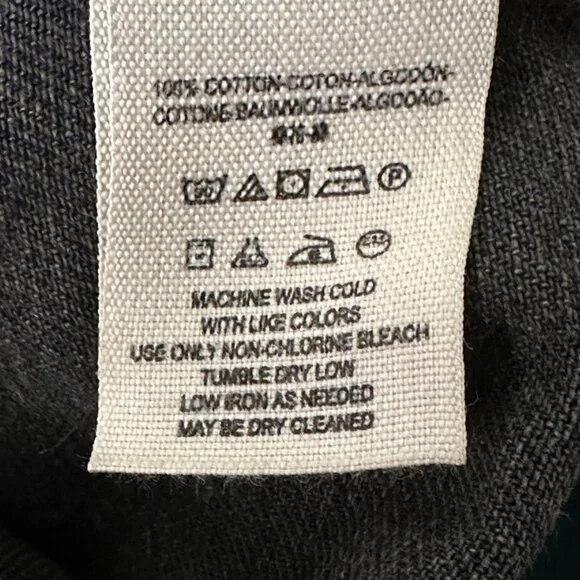 100% COTTON-COTON-ALGODÓN-
COTONE-BAUMWOLLE-ALGODÃO-
P
MACHINE WASH COLD
WITH LIKE COLORS
USE ONLY NON-CHLORINE BLEACH
TUMBLE DRY LOW
LOW IRON AS NEEDED
MAY BE DRY CLEANED